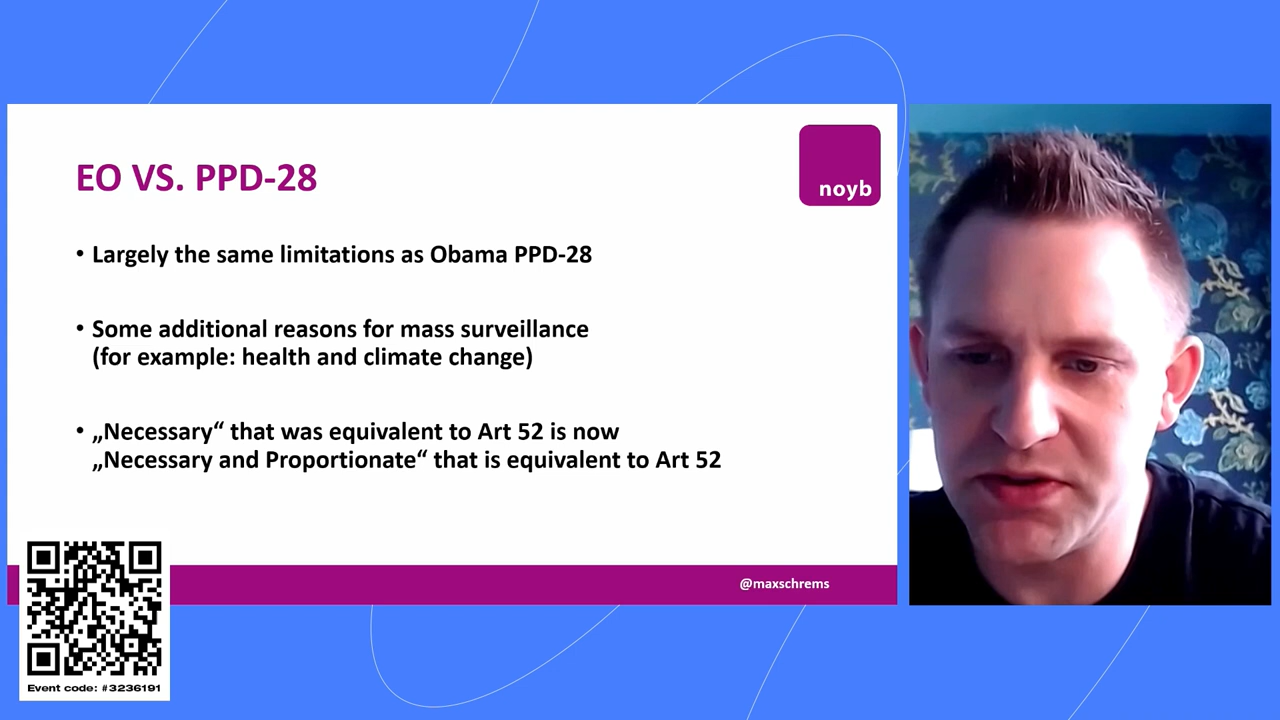 EO VS. PPD-28
noyb
• Largely the same limitations as Obama PPD-28
• Some additional reasons for mass surveillance
(for example: health and climate change)
• „Necessary“ that was equivalent to Art 52 is now
„Necessary and Proportionate“ that is equivalent to Art 52
@maxschrems
Event code: #3236191